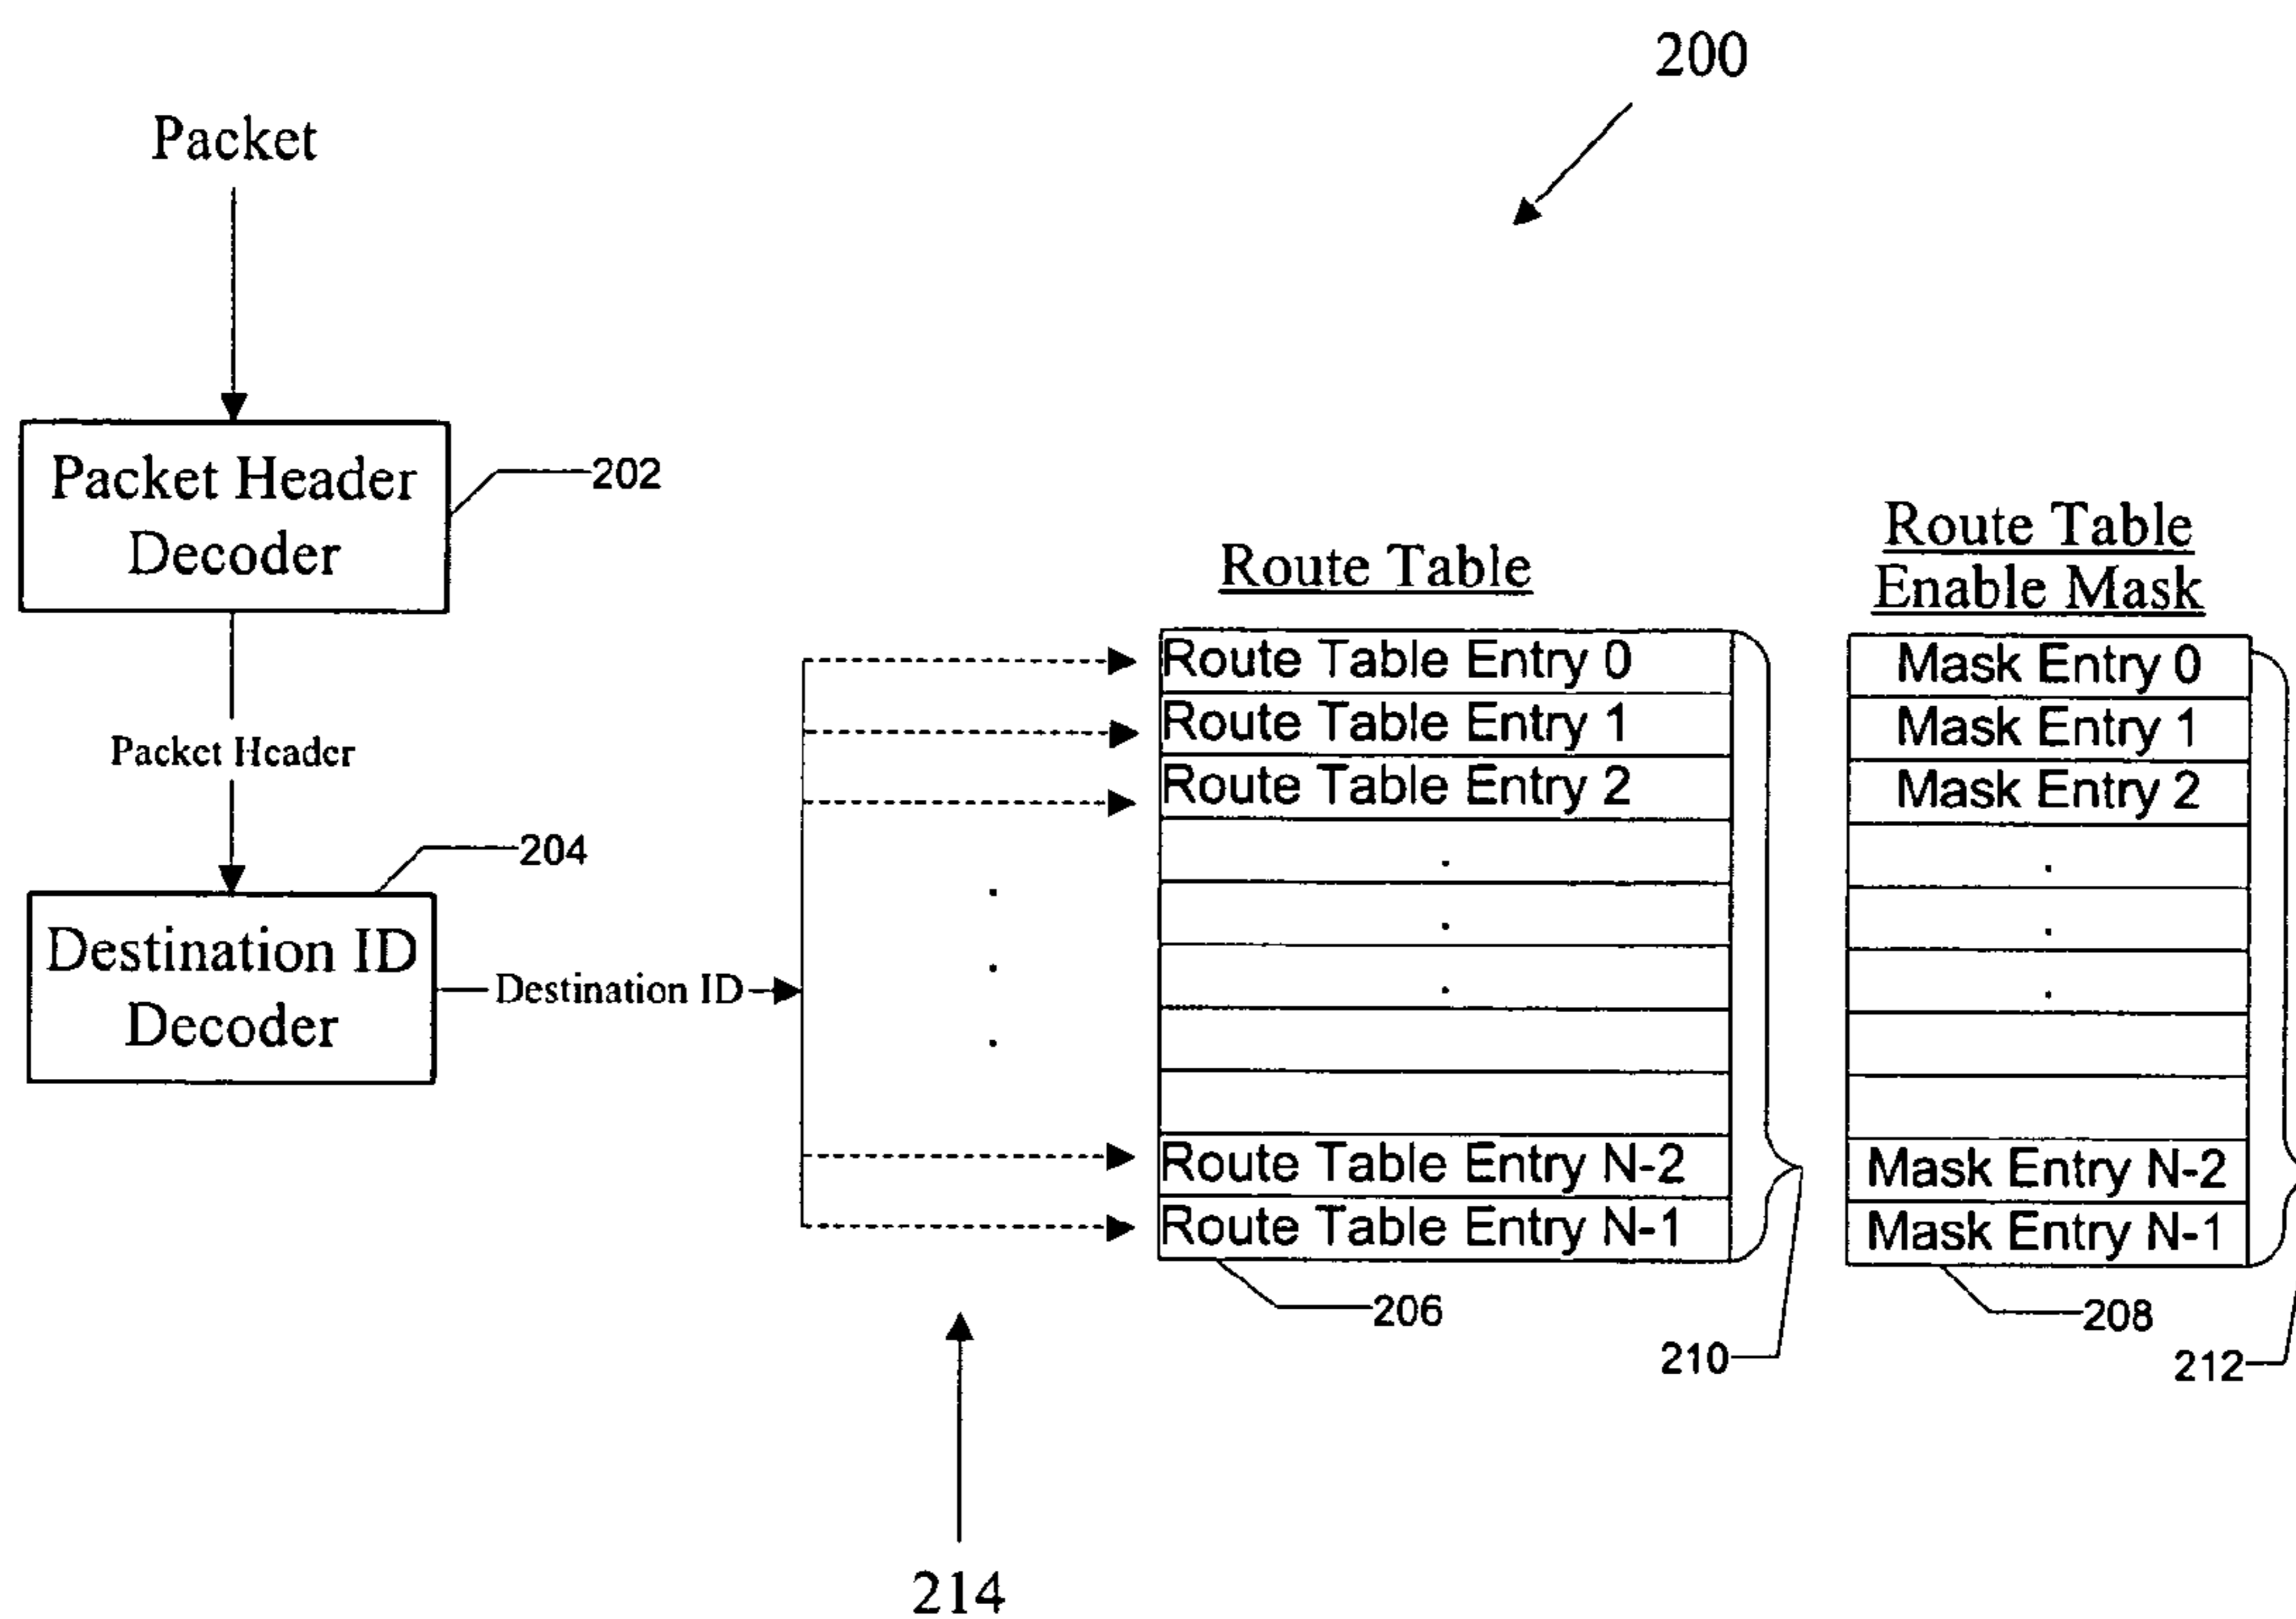 200
Packet
Packet Header
Decoder
202
Packet Header
204
Destination ID
Decoder
Destination ID
Route Table
Route Table Entry 0
Route Table Entry 1
Route Table Entry 2
.
.
.
.
.
.
Route Table Entry N-2
Route Table Entry N-1
206
210
Route Table
Enable Mask
Mask Entry 0
Mask Entry 1
Mask Entry 2
.
.
.
Mask Entry N-2
Mask Entry N-1
208
212
214